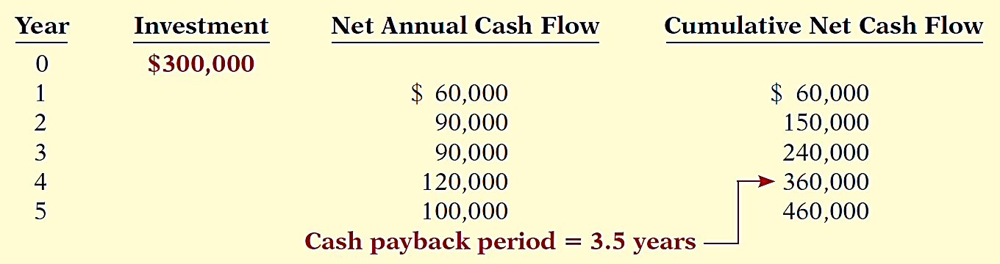 Year Investment Net Annual Cash Flow Cumulative Net Cash Flow
0 $300,000
1 $ 60,000 $ 60,000
2 90,000 150,000
3 90,000 240,000
4 120,000 360,000
5 100,000 460,000
Cash payback period = 3.5 years